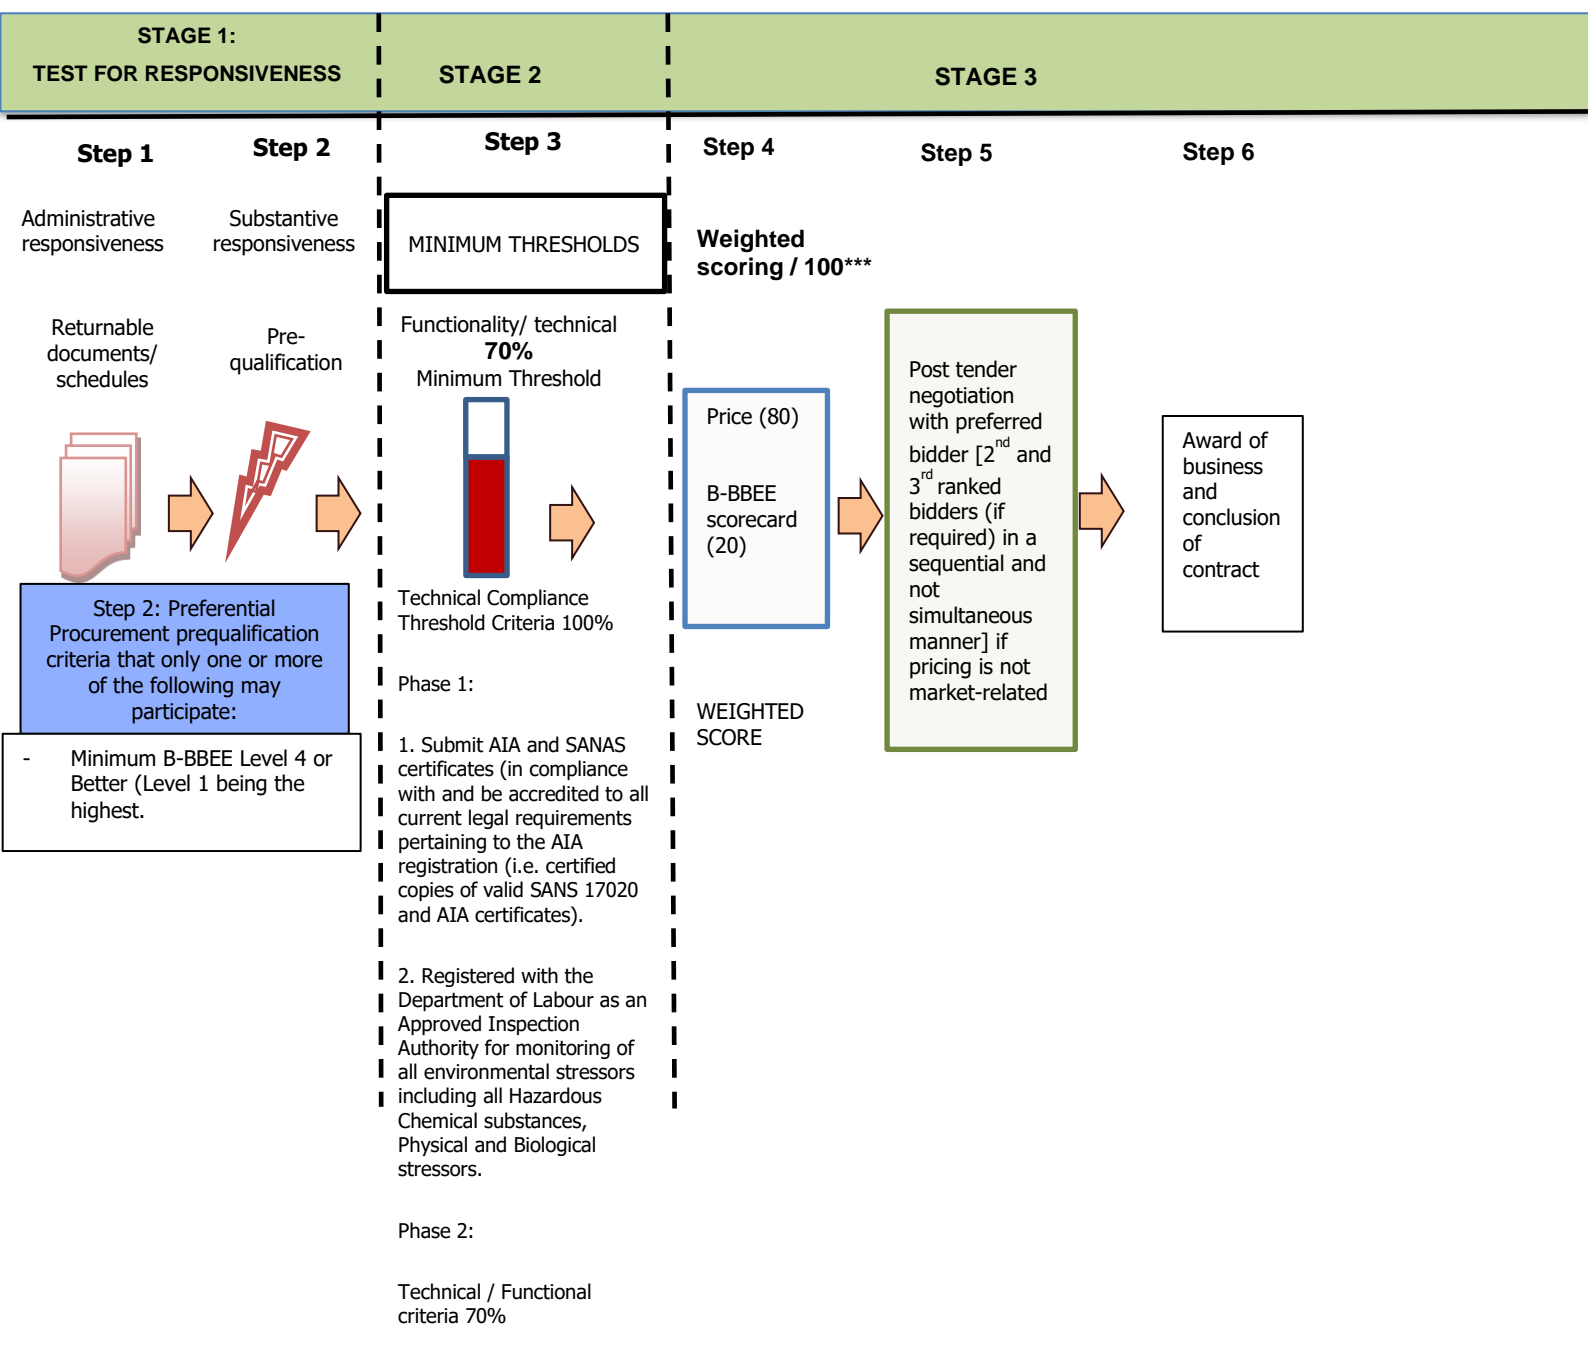 STAGE 1:
TEST FOR RESPONSIVENESS
STAGE 2
STAGE 3
Step 1
Step 2
Step 3
Step 4
Step 5
Step 6
Administrative
responsiveness
Substantive
responsiveness
MINIMUM THRESHOLDS
Weighted
scoring / 100***
Returnable
documents/
schedules
Pre-
qualification
Functionality/ technical
70%
Minimum Threshold
Price (80)
B-BBEE
scorecard
(20)
Post tender
negotiation
with preferred
bidder [2nd and
3rd ranked
bidders (if
required) in a
sequential and
not
simultaneous
manner] if
pricing is not
market-related
Award of
business
and
conclusion
of
contract
Step 2: Preferential
Procurement prequalification
criteria that only one or more
of the following may
participate:
- Minimum B-BBEE Level 4 or
Better (Level 1 being the
highest.
Technical Compliance
Threshold Criteria 100%
Phase 1:
1. Submit AIA and SANAS
certificates (in compliance
with and be accredited to all
current legal requirements
pertaining to the AIA
registration (i.e. certified
copies of valid SANS 17020
and AIA certificates).
2. Registered with the
Department of Labour as an
Approved Inspection
Authority for monitoring of
all environmental stressors
including all Hazardous
Chemical substances,
Physical and Biological
stressors.
Phase 2:
Technical / Functional
criteria 70%
WEIGHTED
SCORE